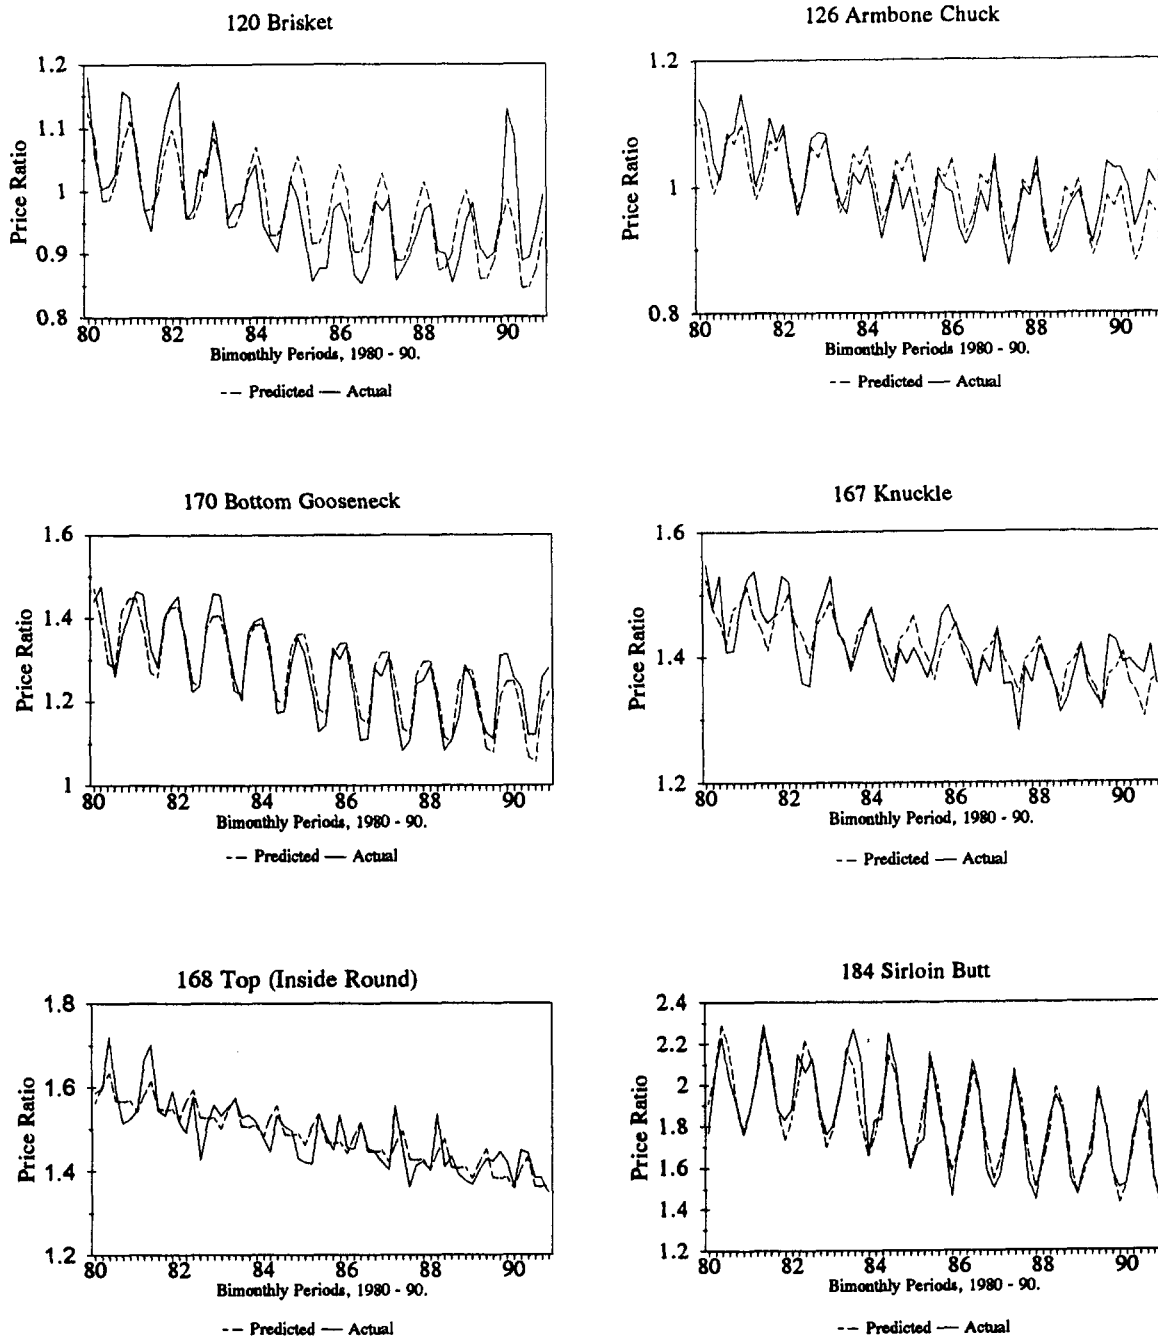 120 Brisket
1.2
1.1
1
0.9
0.8
Price Ratio
80 82 84 86 88 90
Bimonthly Periods, 1980 - 90.
-- Predicted — Actual
126 Armbone Chuck
1.2
1
0.8
Price Ratio
80 82 84 86 88 90
Bimonthly Periods 1980 - 90.
-- Predicted — Actual
170 Bottom Gooseneck
1.6
1.4
1.2
1
Price Ratio
80 82 84 86 88 90
Bimonthly Periods, 1980 - 90.
-- Predicted — Actual
167 Knuckle
1.6
1.4
1.2
Price Ratio
80 82 84 86 88 90
Bimonthly Period, 1980 - 90.
-- Predicted — Actual
168 Top (Inside Round)
1.8
1.6
1.4
1.2
Price Ratio
80 82 84 86 88 90
Bimonthly Periods, 1980 - 90.
-- Predicted — Actual
184 Sirloin Butt
2.4
2.2
2
1.8
1.6
1.4
1.2
Price Ratio
80 82 84 86 88 90
Bimonthly Periods, 1980 - 90.
-- Predicted — Actual